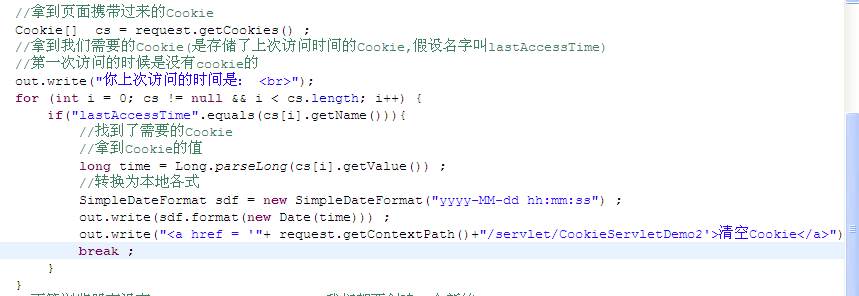 //拿到页面携带过来的Cookie
Cookie[] cs = request.getCookies() ;
//拿到我们需要的Cookie(是存储了上次访问时间的Cookie,假设名字叫lastAccessTime)
//第一次访问的时候是没有cookie的
out.write("你上次访问的时间是: <br>");
for (int i = 0; cs != null && i < cs.length; i++) {
if("lastAccessTime".equals(cs[i].getName())){
//找到了需要的Cookie
//拿到Cookie的值
long time = Long.parseLong(cs[i].getValue()) ;
//转换为本地各式
SimpleDateFormat sdf = new SimpleDateFormat("yyyy-MM-dd hh:mm:ss") ;
out.write(sdf.format(new Date(time))) ;
out.write("<a href = '"+ request.getContextPath()+"/servlet/CookieServletDemo2'>清空Cookie</a>")
break ;
}
}